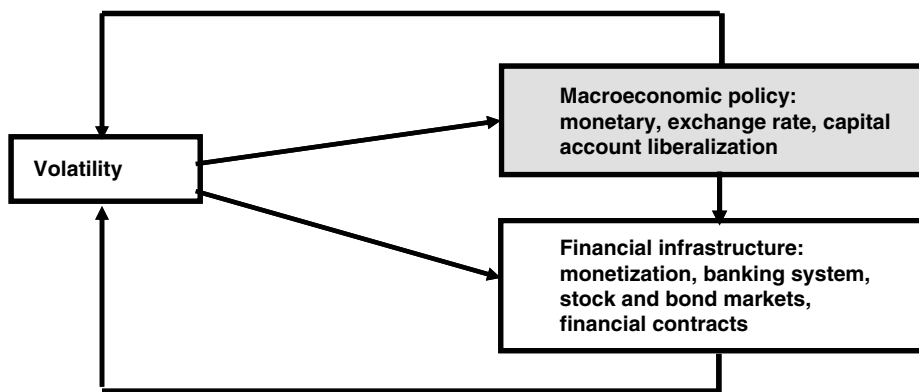 Macroeconomic policy:
monetary, exchange rate, capital
account liberalization
Volatility
Financial infrastructure:
monetization, banking system,
stock and bond markets,
financial contracts